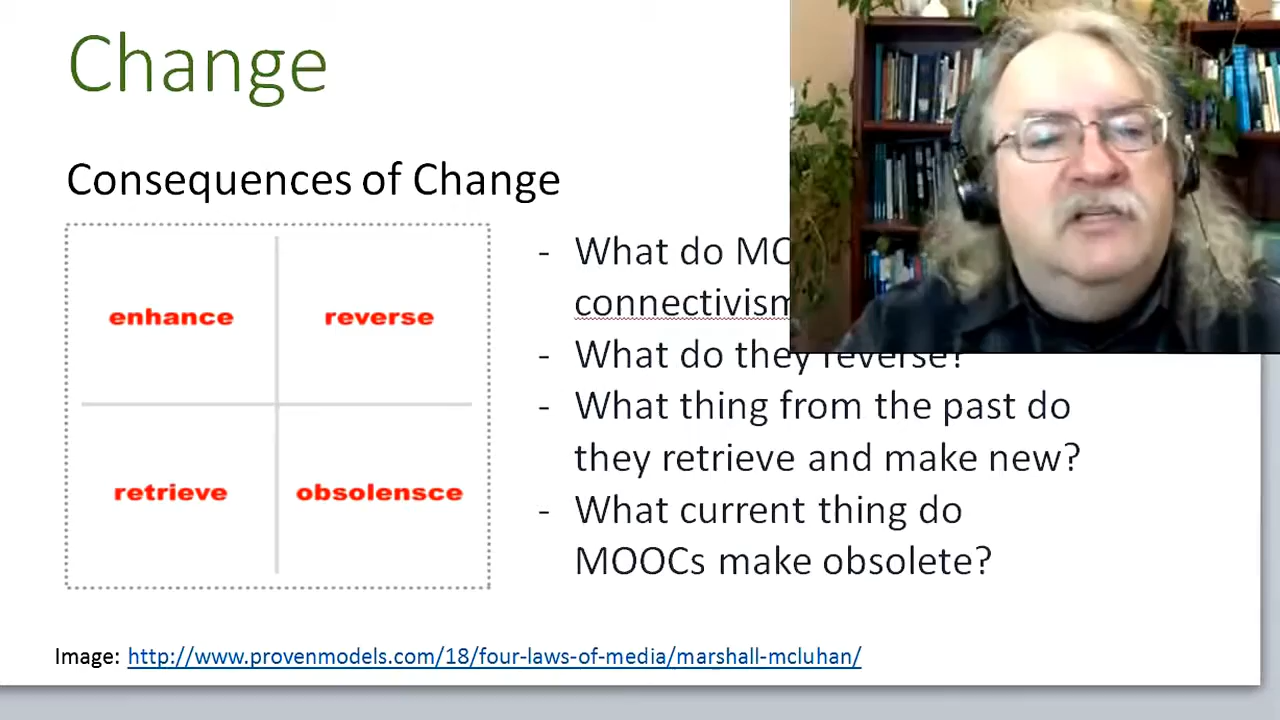 Change
Consequences of Change
enhance
reverse
retrieve
obsolensce
- What do
connectivism
- What do they reverse?
- What thing from the past do
they retrieve and make new?
- What current thing do
MOOCs make obsolete?
Image: http://www.provenmodels.com/18/four-laws-of-media/marshall-mcluhan/